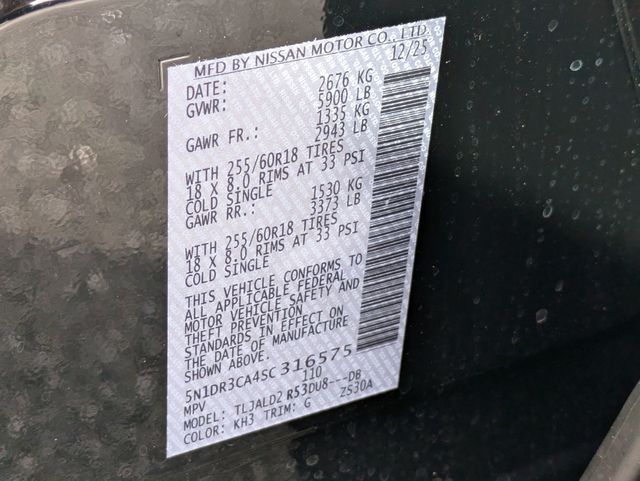 MFD BY NISSAN MOTOR CO., LTD
DATE: 12/25
GVWR: 2676 KG
5900 LB
GAWR FR.: 1335 KG
2943 LB
WITH 255/60R18 TIRES
18 X 8.0 RIMS AT 33 PSI
COLD SINGLE
GAWR RR.: 1530 KG
3373 LB
WITH 255/60R18 TIRES
18 X 8.0 RIMS AT 33 PSI
COLD SINGLE
THIS VEHICLE CONFORMS TO
ALL APPLICABLE FEDERAL
MOTOR VEHICLE SAFETY AND
THEFT PREVENTION
STANDARDS IN EFFECT ON
THE DATE OF MANUFACTURE
SHOWN ABOVE.
5N1DR3CA4SC316575
MPV 110
MODEL: TLJALD2 R53DU8---DB
COLOR: KH3 TRIM: G ZS30A